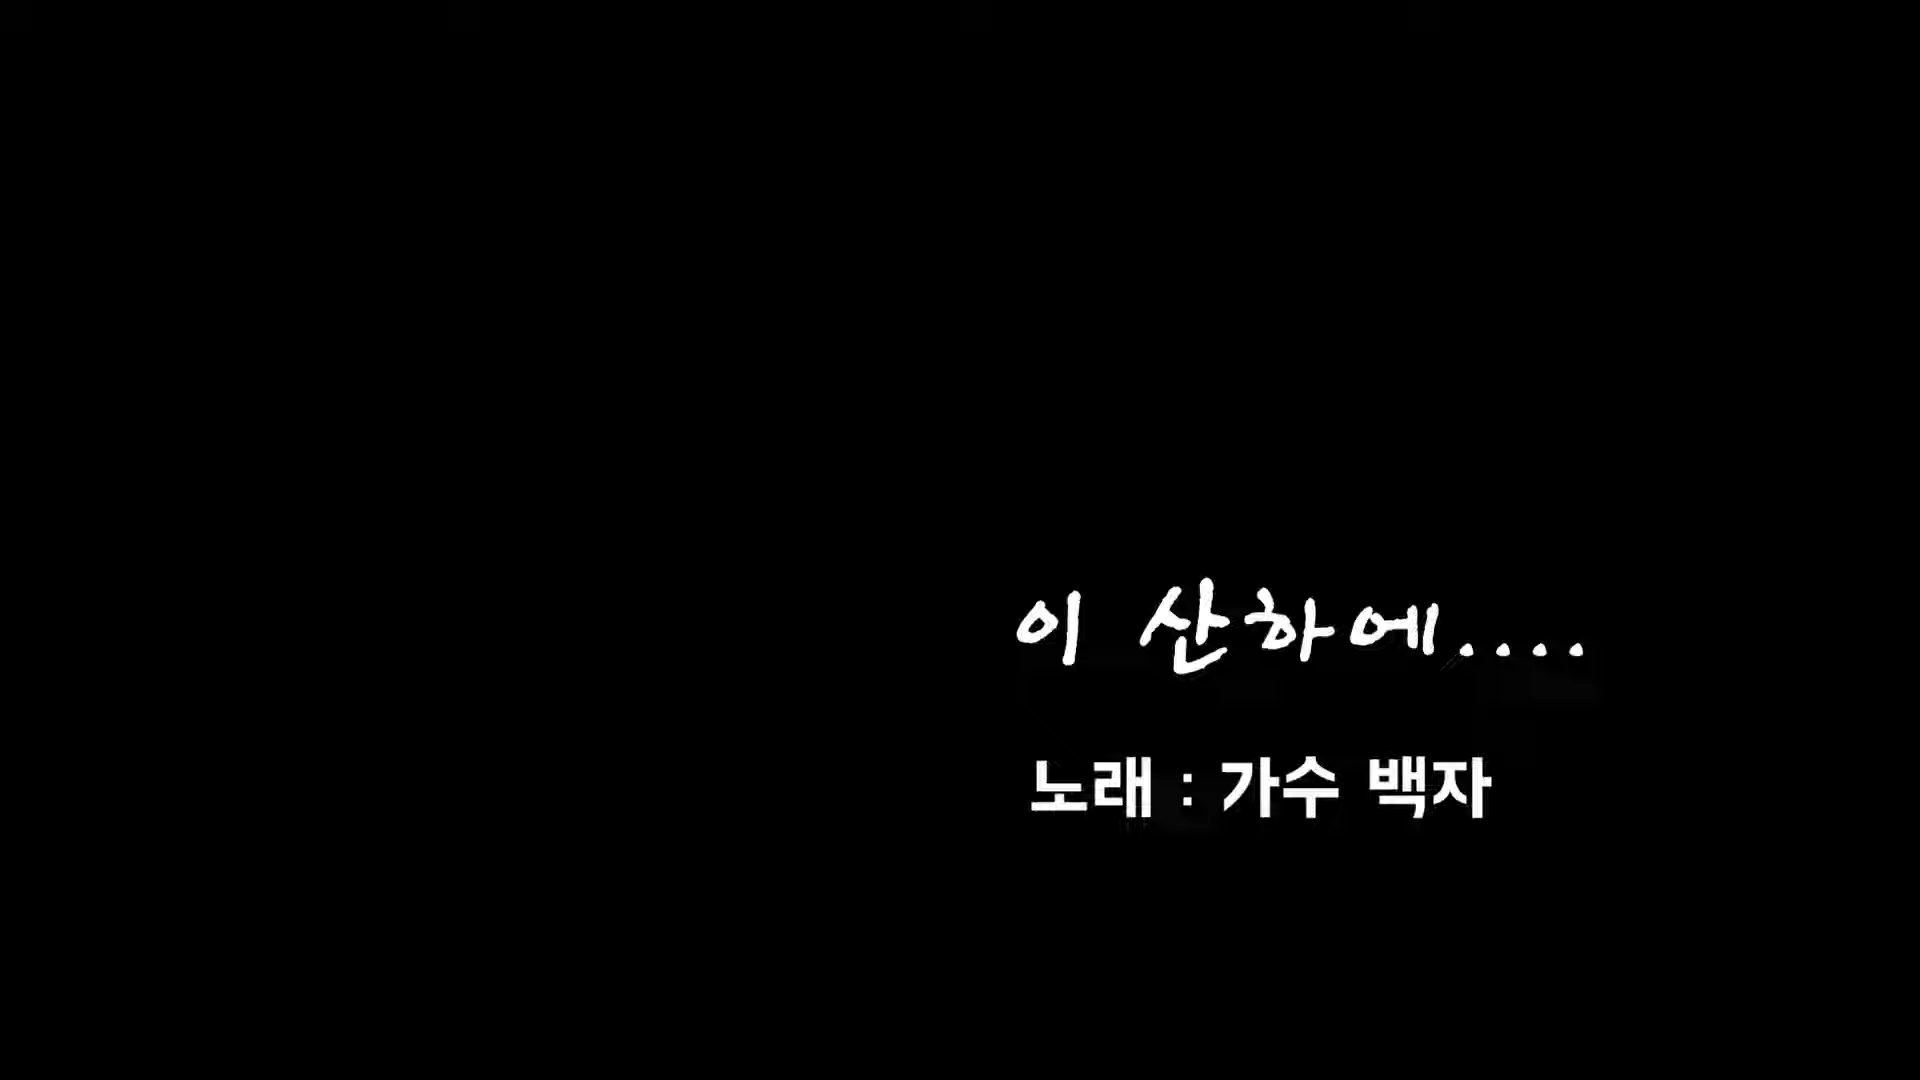 이 산하에....
노래 : 가수 백자